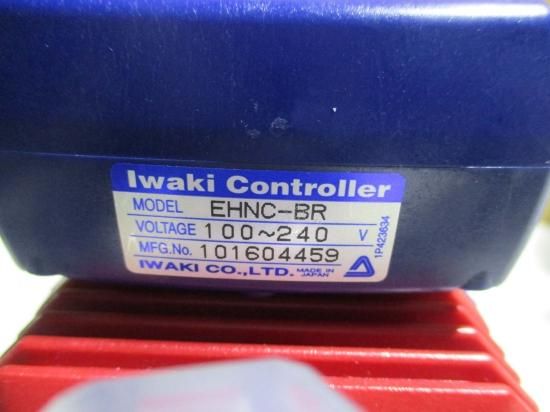 Iwaki Controller
MODEL EHNC-BR
VOLTAGE 100~240 V
MFG.No. 101604459
IWAKI CO.,LTD. MADE IN JAPAN
1P423634